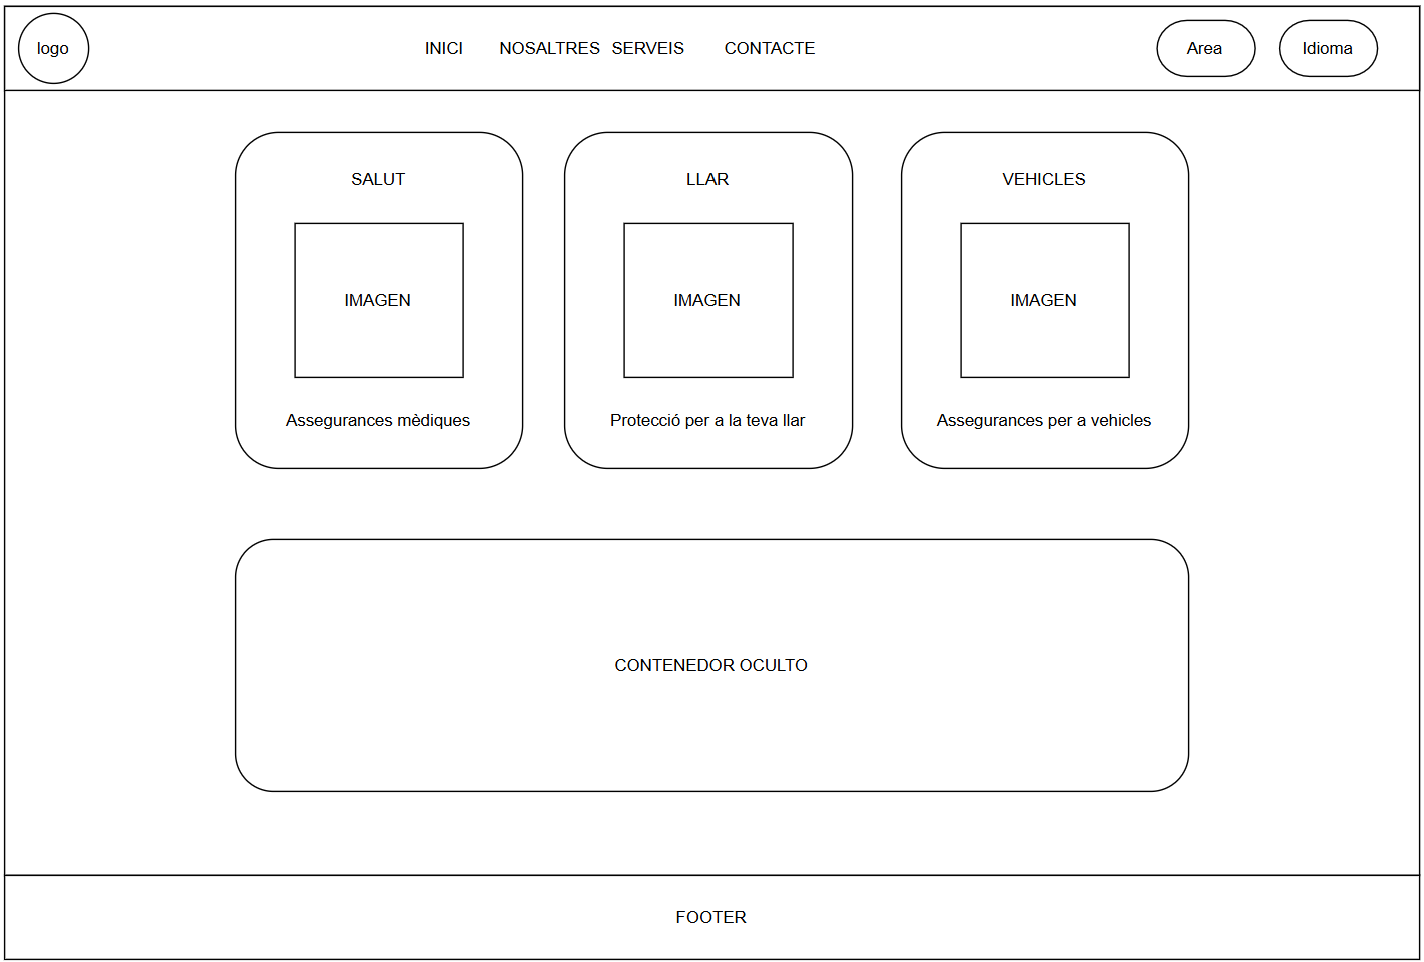 logo
INICI NOSALTRES SERVEIS CONTACTE
Area
Idioma
SALUT
IMAGEN
Assegurances mèdiques
LLAR
IMAGEN
Protecció per a la teva llar
VEHICLES
IMAGEN
Assegurances per a vehicles
CONTENEDOR OCULTO
FOOTER